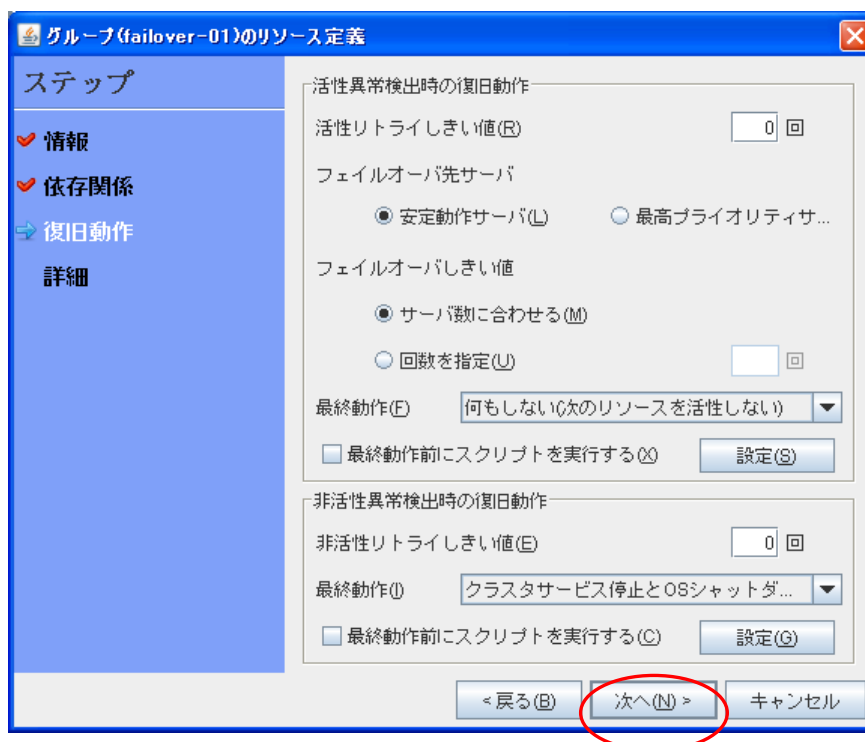 グループ(failover-01)のリソース定義
ステップ
情報
依存関係
復旧動作
詳細
活性異常検出時の復旧動作
活性リトライしきい値(R) 0 回
フェイルオーバ先サーバ
安定動作サーバ(L) 最高プライオリティサ...
フェイルオーバしきい値
サーバ数に合わせる(M)
回数を指定(U) 回
最終動作(F) 何もしない(次のリソースを活性しない)
最終動作前にスクリプトを実行する(X) 設定(S)
非活性異常検出時の復旧動作
非活性リトライしきい値(E) 0 回
最終動作(I) クラスタサービス停止とOSシャットダ...
最終動作前にスクリプトを実行する(C) 設定(G)
<戻る(B) 次へ(N)> キャンセル